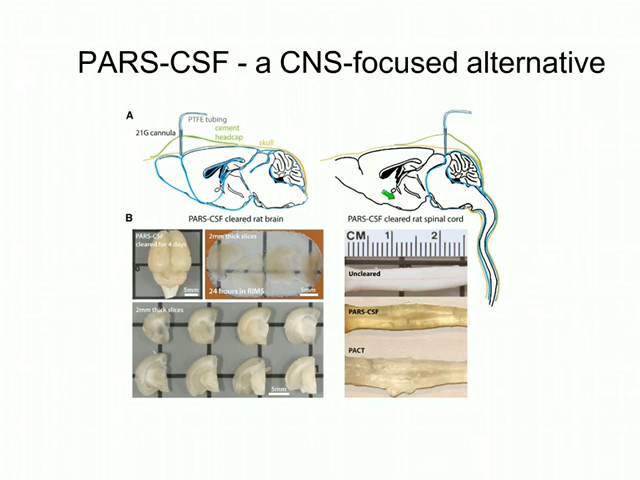 PARS-CSF - a CNS-focused alternative
A
PTFE tubing
21G cannula
cement
headcap
skull
B
PARS-CSF cleared rat brain
PARS-CSF cleared rat spinal cord
PARS-CSF
cleared for 4 days
5mm
2mm thick slices
24 hours in RIMS
5mm
CM 1 2
Uncleared
2mm thick slices
5mm
PARS-CSF
PACT